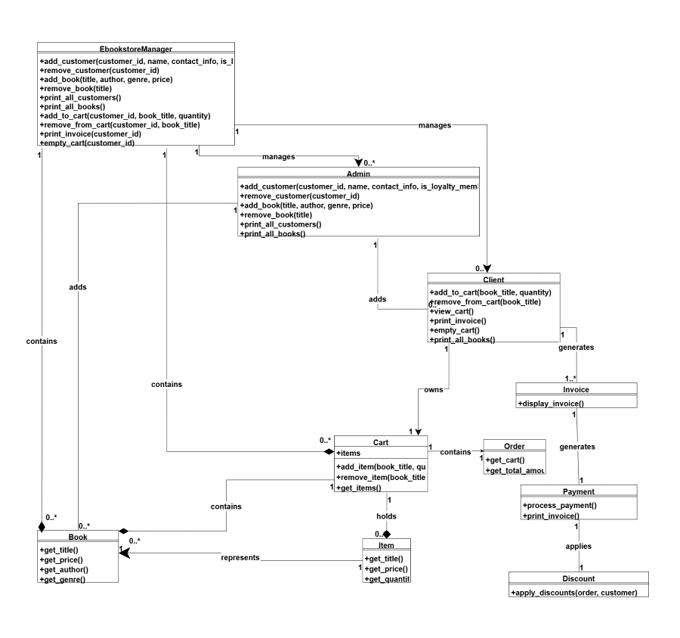 EbookstoreManager
+add_customer(customer_id, name, contact_info, is_l
+remove_customer(customer_id)
+add_book(title, author, genre, price)
+remove_book(title)
+print_all_customers()
+print_all_books()
+add_to_cart(customer_id, book_title, quantity)
+remove_from_cart(customer_id, book_title)
+print_invoice(customer_id)
+empty_cart(customer_id)
1
manages
1
1
1
manages
0..*
Admin
+add_customer(customer_id, name, contact_info, is_loyalty_mem
+remove_customer(customer_id)
+add_book(title, author, genre, price)
+remove_book(title)
+print_all_customers()
+print_all_books()
1
1
0..
Client
+add_to_cart(book_title, quantity)
+remove_from_cart(book_title)
+view_cart()
+print_invoice()
+empty_cart()
+print_all_books()
adds
adds
0..
1
1
generates
contains
contains
owns
1..*
Invoice
+display_invoice()
1
1
0..*
Cart
+items
+add_item(book_title, qu
+remove_item(book_title
+get_items()
1
contains
1
Order
+get_cart()
+get_total_amou
generates
1
1
1
Payment
+process_payment()
+print_invoice()
1
contains
holds
0..*
0..*
Book
+get_title()
+get_price()
+get_author()
+get_genre()
0..*
1
represents
1
0..
Item
+get_title()
+get_price()
+get_quantit
applies
1
Discount
+apply_discounts(order, customer)